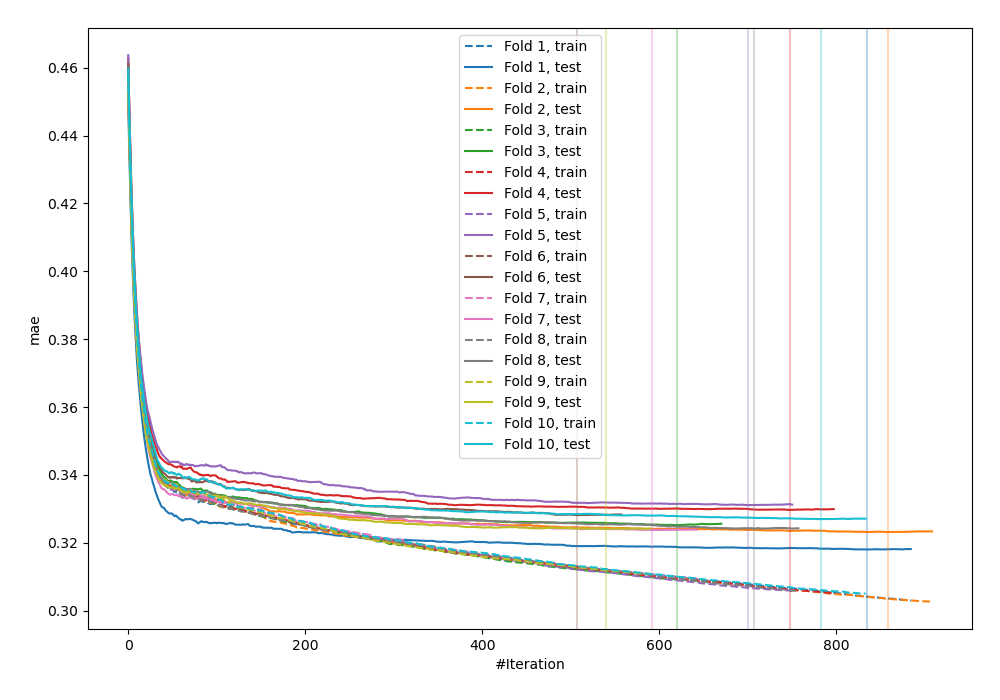 0.46
0.44
0.42
0.40
0.38
0.36
0.34
0.32
0.30
mae
Fold 1, train
Fold 1, test
Fold 2, train
Fold 2, test
Fold 3, train
Fold 3, test
Fold 4, train
Fold 4, test
Fold 5, train
Fold 5, test
Fold 6, train
Fold 6, test
Fold 7, train
Fold 7, test
Fold 8, train
Fold 8, test
Fold 9, train
Fold 9, test
Fold 10, train
Fold 10, test
0 200 400 600 800
#Iteration